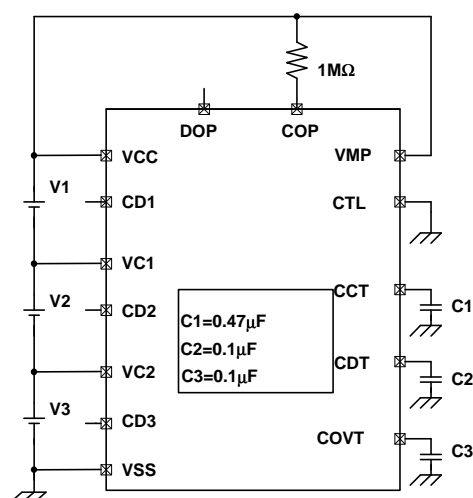 1MΩ
DOP
COP
VCC
VMP
V1
CD1
CTL
VC1
V2
CD2
CCT
C1
C1=0.47μF
C2=0.1μF
C3=0.1μF
VC2
CDT
C2
V3
CD3
COVT
C3
VSS